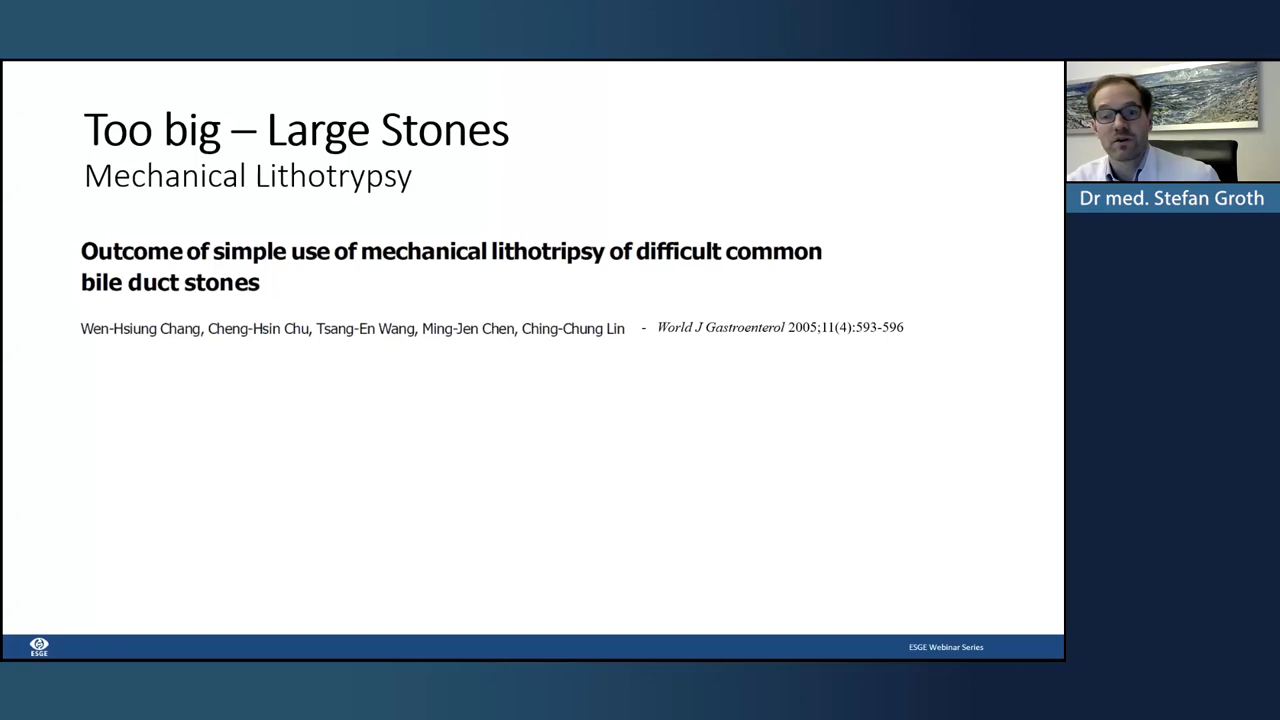 Too big – Large Stones
Mechanical Lithotrypsy
Outcome of simple use of mechanical lithotripsy of difficult common
bile duct stones
Wen-Hsiung Chang, Cheng-Hsin Chu, Tsang-En Wang, Ming-Jen Chen, Ching-Chung Lin - World J Gastroenterol 2005;11(4):593-596
Dr med. Stefan Groth
ESGE
ESGE Webinar Series